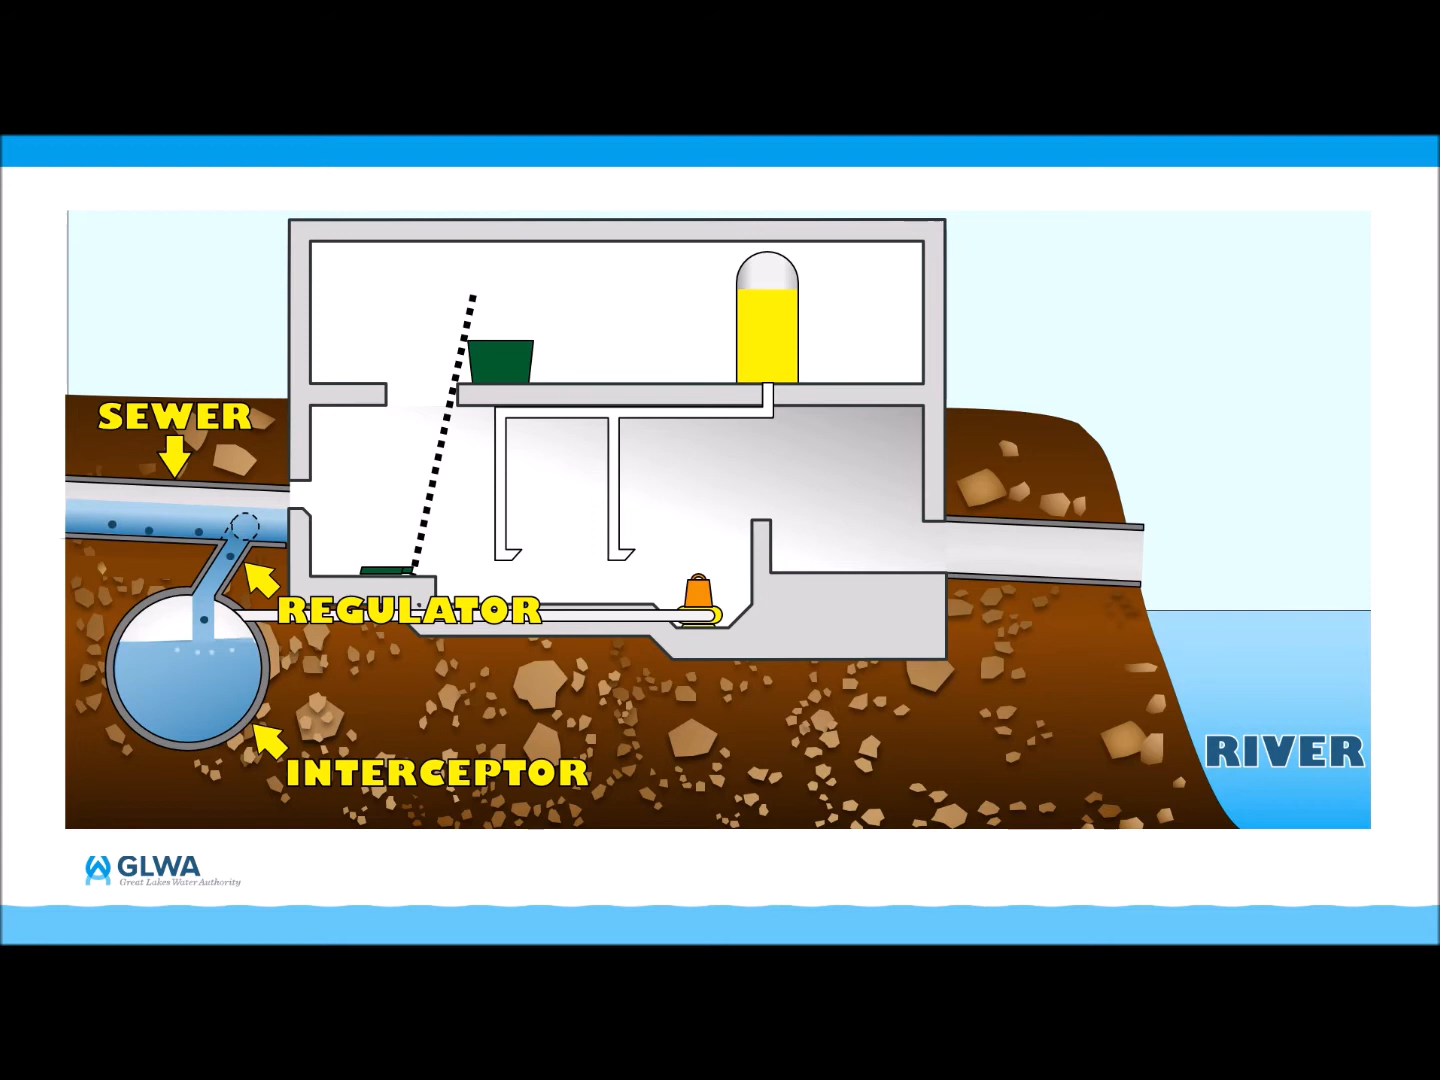 SEWER
REGULATOR
INTERCEPTOR
RIVER
GLWA
Great Lakes Water Authority